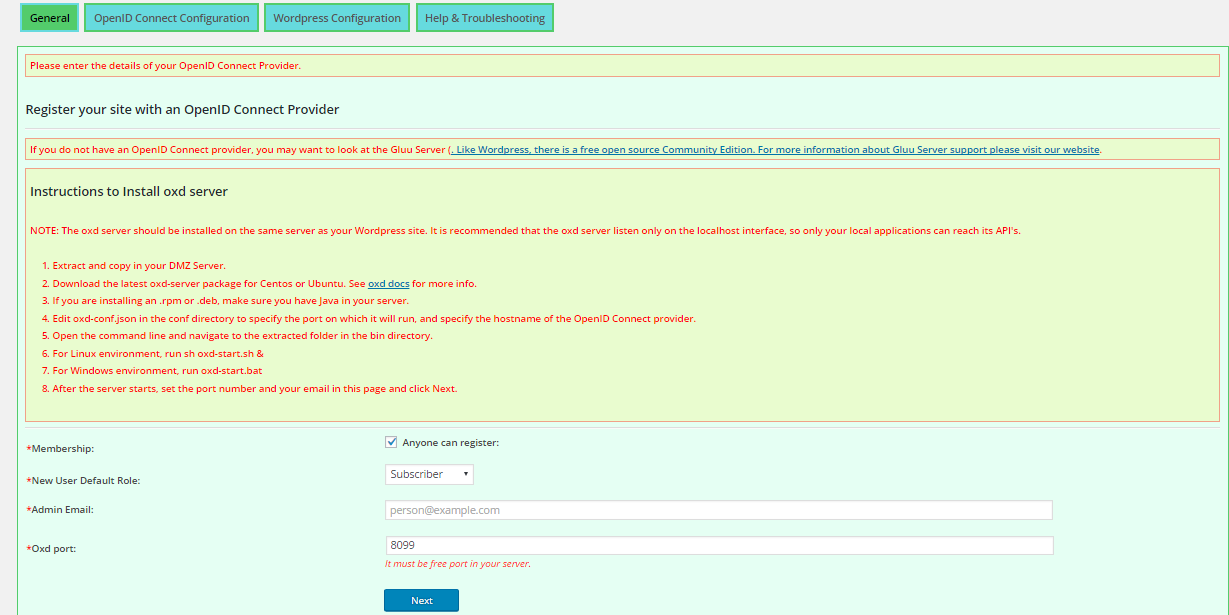 General
OpenID Connect Configuration
Wordpress Configuration
Help & Troubleshooting
Please enter the details of your OpenID Connect Provider.
Register your site with an OpenID Connect Provider
If you do not have an OpenID Connect provider, you may want to look at the Gluu Server (. Like Wordpress, there is a free open source Community Edition. For more information about Gluu Server support please visit our website.
Instructions to Install oxd server
NOTE: The oxd server should be installed on the same server as your Wordpress site. It is recommended that the oxd server listen only on the localhost interface, so only your local applications can reach its API's.
1. Extract and copy in your DMZ Server.
2. Download the latest oxd-server package for Centos or Ubuntu. See oxd docs for more info.
3. If you are installing an .rpm or .deb, make sure you have Java in your server.
4. Edit oxd-conf.json in the conf directory to specify the port on which it will run, and specify the hostname of the OpenID Connect provider.
5. Open the command line and navigate to the extracted folder in the bin directory.
6. For Linux environment, run sh oxd-start.sh &
7. For Windows environment, run oxd-start.bat
8. After the server starts, set the port number and your email in this page and click Next.
*Membership:
Anyone can register:
*New User Default Role:
Subscriber
*Admin Email:
person@example.com
*Oxd port:
8099
It must be free port in your server.
Next